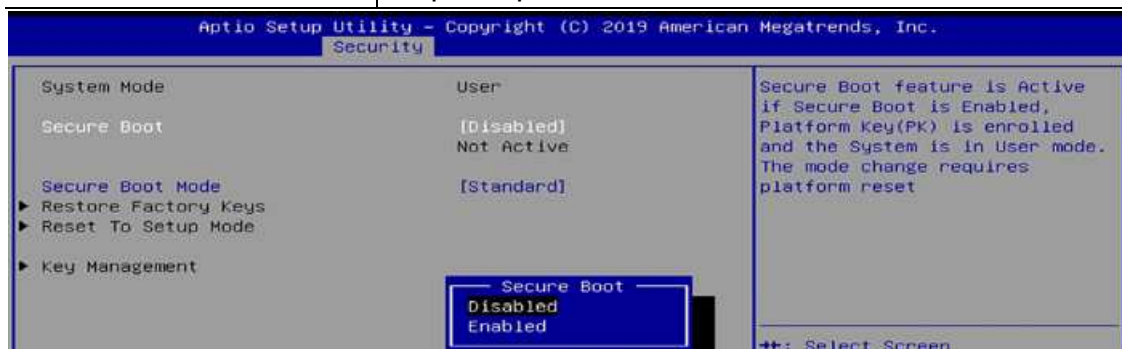 Aptio Setup Utility – Copyright (C) 2019 American Megatrends, Inc.
Security
System Mode User
Secure Boot [Disabled]
Not Active
Secure Boot Mode [Standard]
Restore Factory Keys
Reset To Setup Mode
Key Management
Secure Boot
Disabled
Enabled
Secure Boot feature is Active
if Secure Boot is Enabled,
Platform Key(PK) is enrolled
and the System is in User mode.
The mode change requires
platform reset
→←: Select Screen